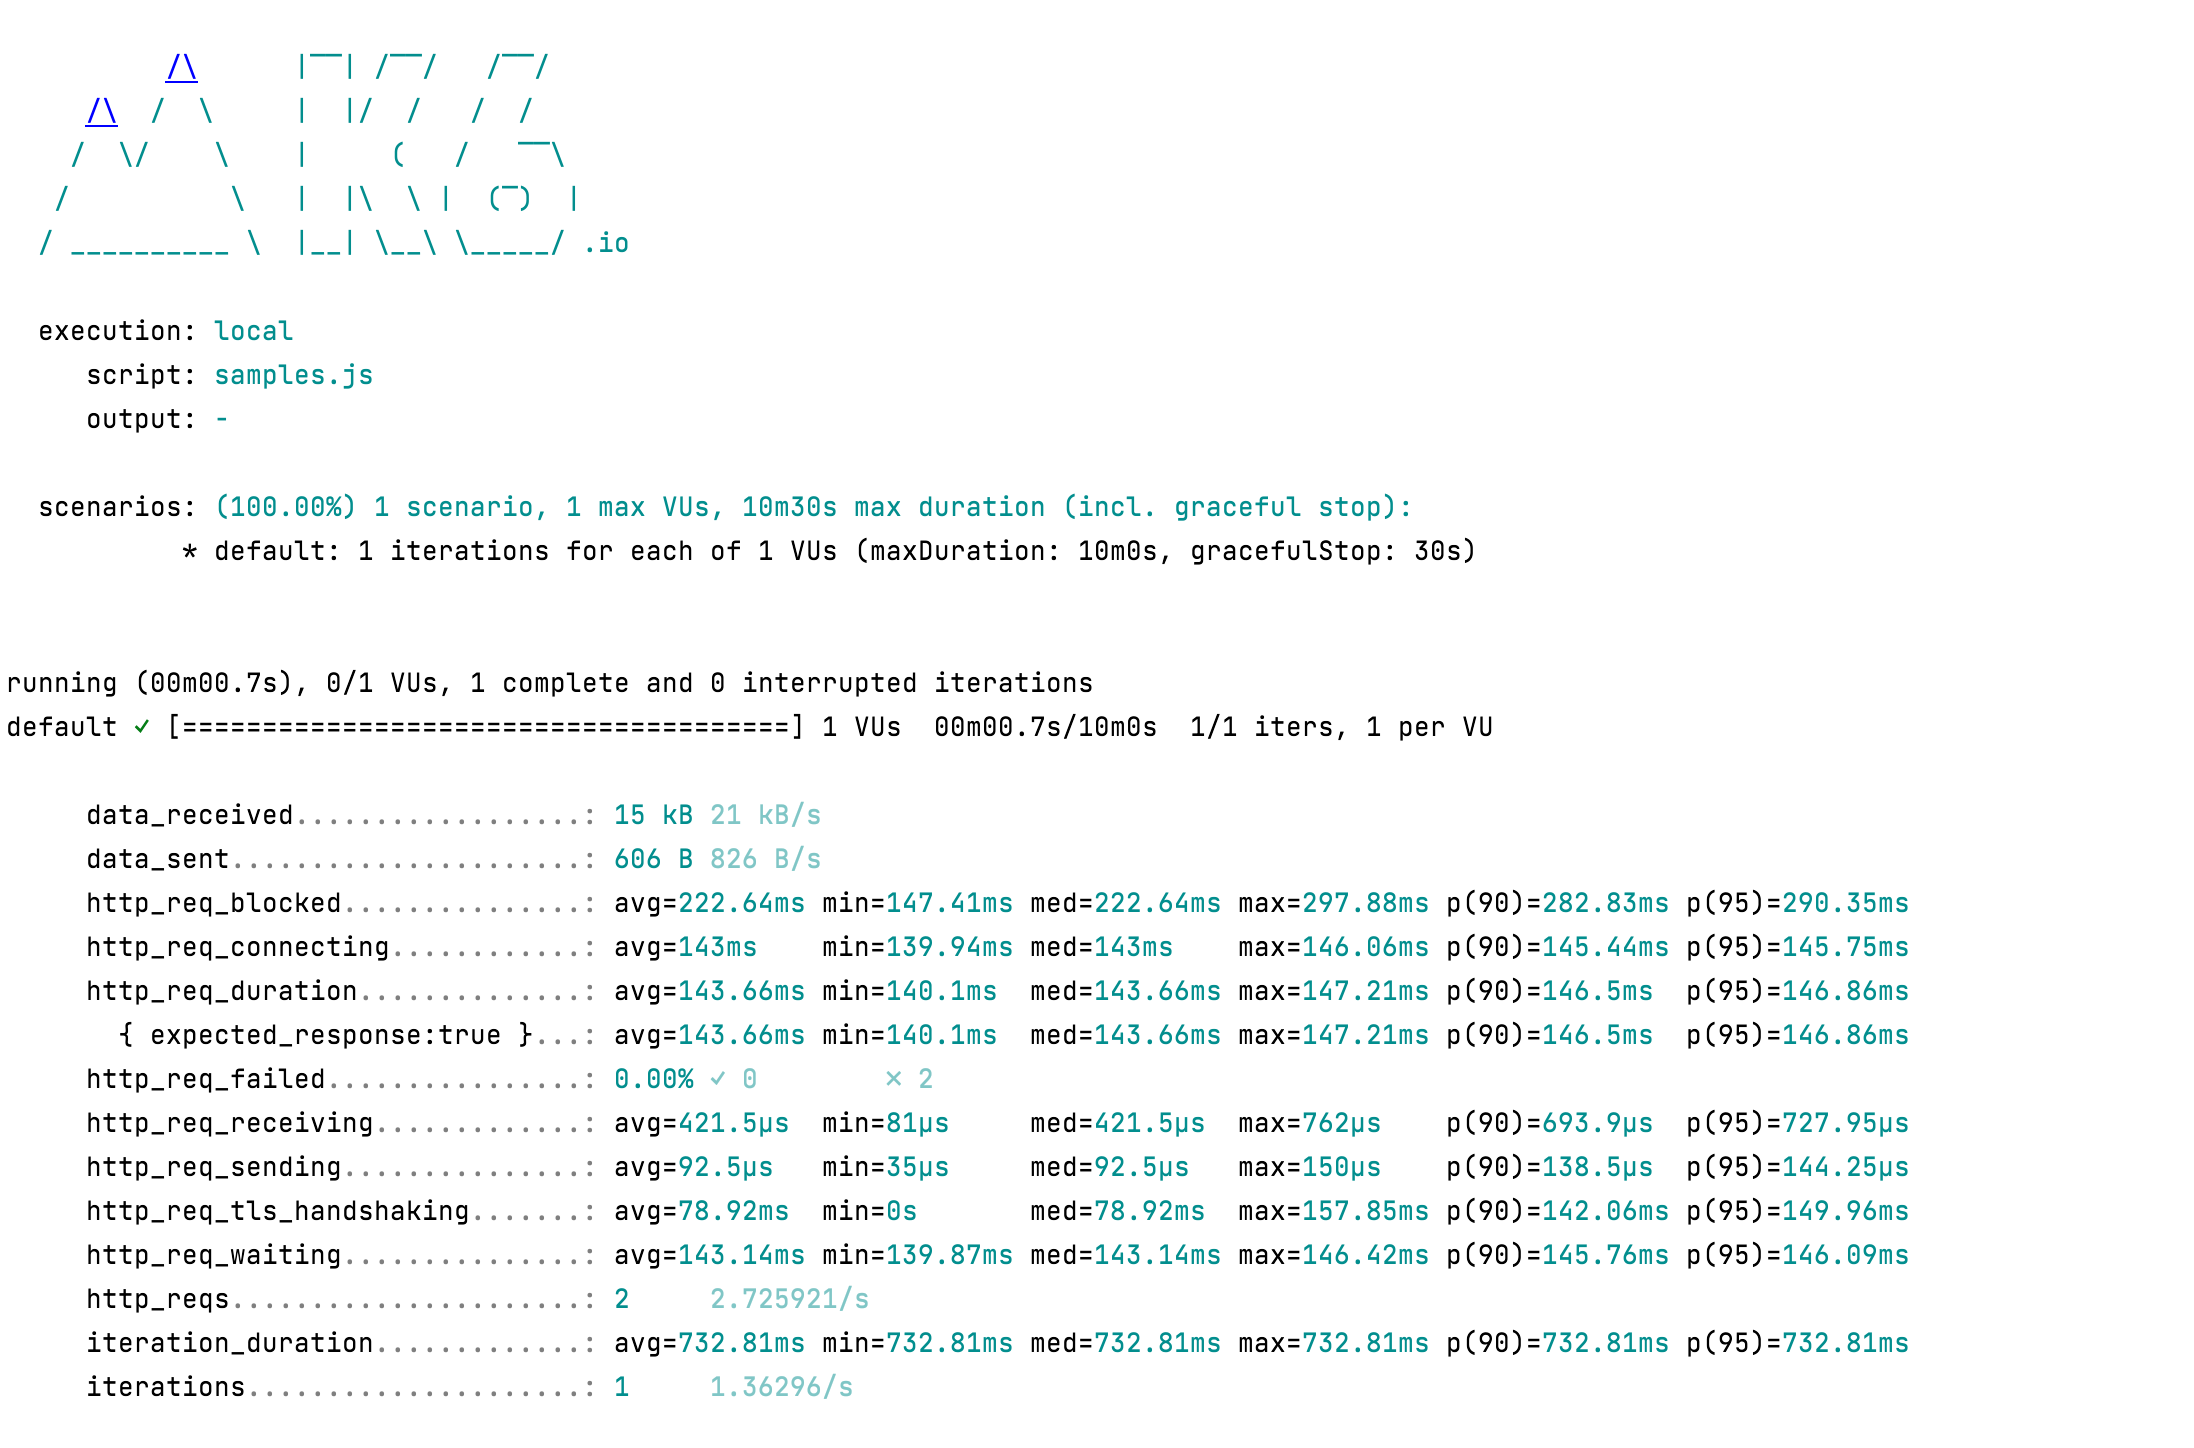 /\      |‾‾| /‾‾/   /‾‾/
     /\  /  \     |  |/  /   /  /
    /  \/    \    |     (   /   ‾‾\
   /          \   |  |\  \ |  (‾)  |
  / __________ \  |__| \__\ \_____/ .io
  execution: local
     script: samples.js
     output: -
  scenarios: (100.00%) 1 scenario, 1 max VUs, 10m30s max duration (incl. graceful stop):
           * default: 1 iterations for each of 1 VUs (maxDuration: 10m0s, gracefulStop: 30s)
running (00m00.7s), 0/1 VUs, 1 complete and 0 interrupted iterations
default ✓ [======================================] 1 VUs  00m00.7s/10m0s  1/1 iters, 1 per VU
     data_received..................: 15 kB 21 kB/s
     data_sent......................: 606 B 826 B/s
     http_req_blocked...............: avg=222.64ms min=147.41ms med=222.64ms max=297.88ms p(90)=282.83ms p(95)=290.35ms
     http_req_connecting............: avg=143ms    min=139.94ms med=143ms    max=146.06ms p(90)=145.44ms p(95)=145.75ms
     http_req_duration..............: avg=143.66ms min=140.1ms  med=143.66ms max=147.21ms p(90)=146.5ms  p(95)=146.86ms
       { expected_response:true }...: avg=143.66ms min=140.1ms  med=143.66ms max=147.21ms p(90)=146.5ms  p(95)=146.86ms
     http_req_failed................: 0.00% ✓ 0        ✗ 2
     http_req_receiving.............: avg=421.5µs  min=81µs     med=421.5µs  max=762µs    p(90)=693.9µs  p(95)=727.95µs
     http_req_sending...............: avg=92.5µs   min=35µs     med=92.5µs   max=150µs    p(90)=138.5µs  p(95)=144.25µs
     http_req_tls_handshaking.......: avg=78.92ms  min=0s       med=78.92ms  max=157.85ms p(90)=142.06ms p(95)=149.96ms
     http_req_waiting...............: avg=143.14ms min=139.87ms med=143.14ms max=146.42ms p(90)=145.76ms p(95)=146.09ms
     http_reqs......................: 2     2.725921/s
     iteration_duration.............: avg=732.81ms min=732.81ms med=732.81ms max=732.81ms p(90)=732.81ms p(95)=732.81ms
     iterations.....................: 1     1.36296/s